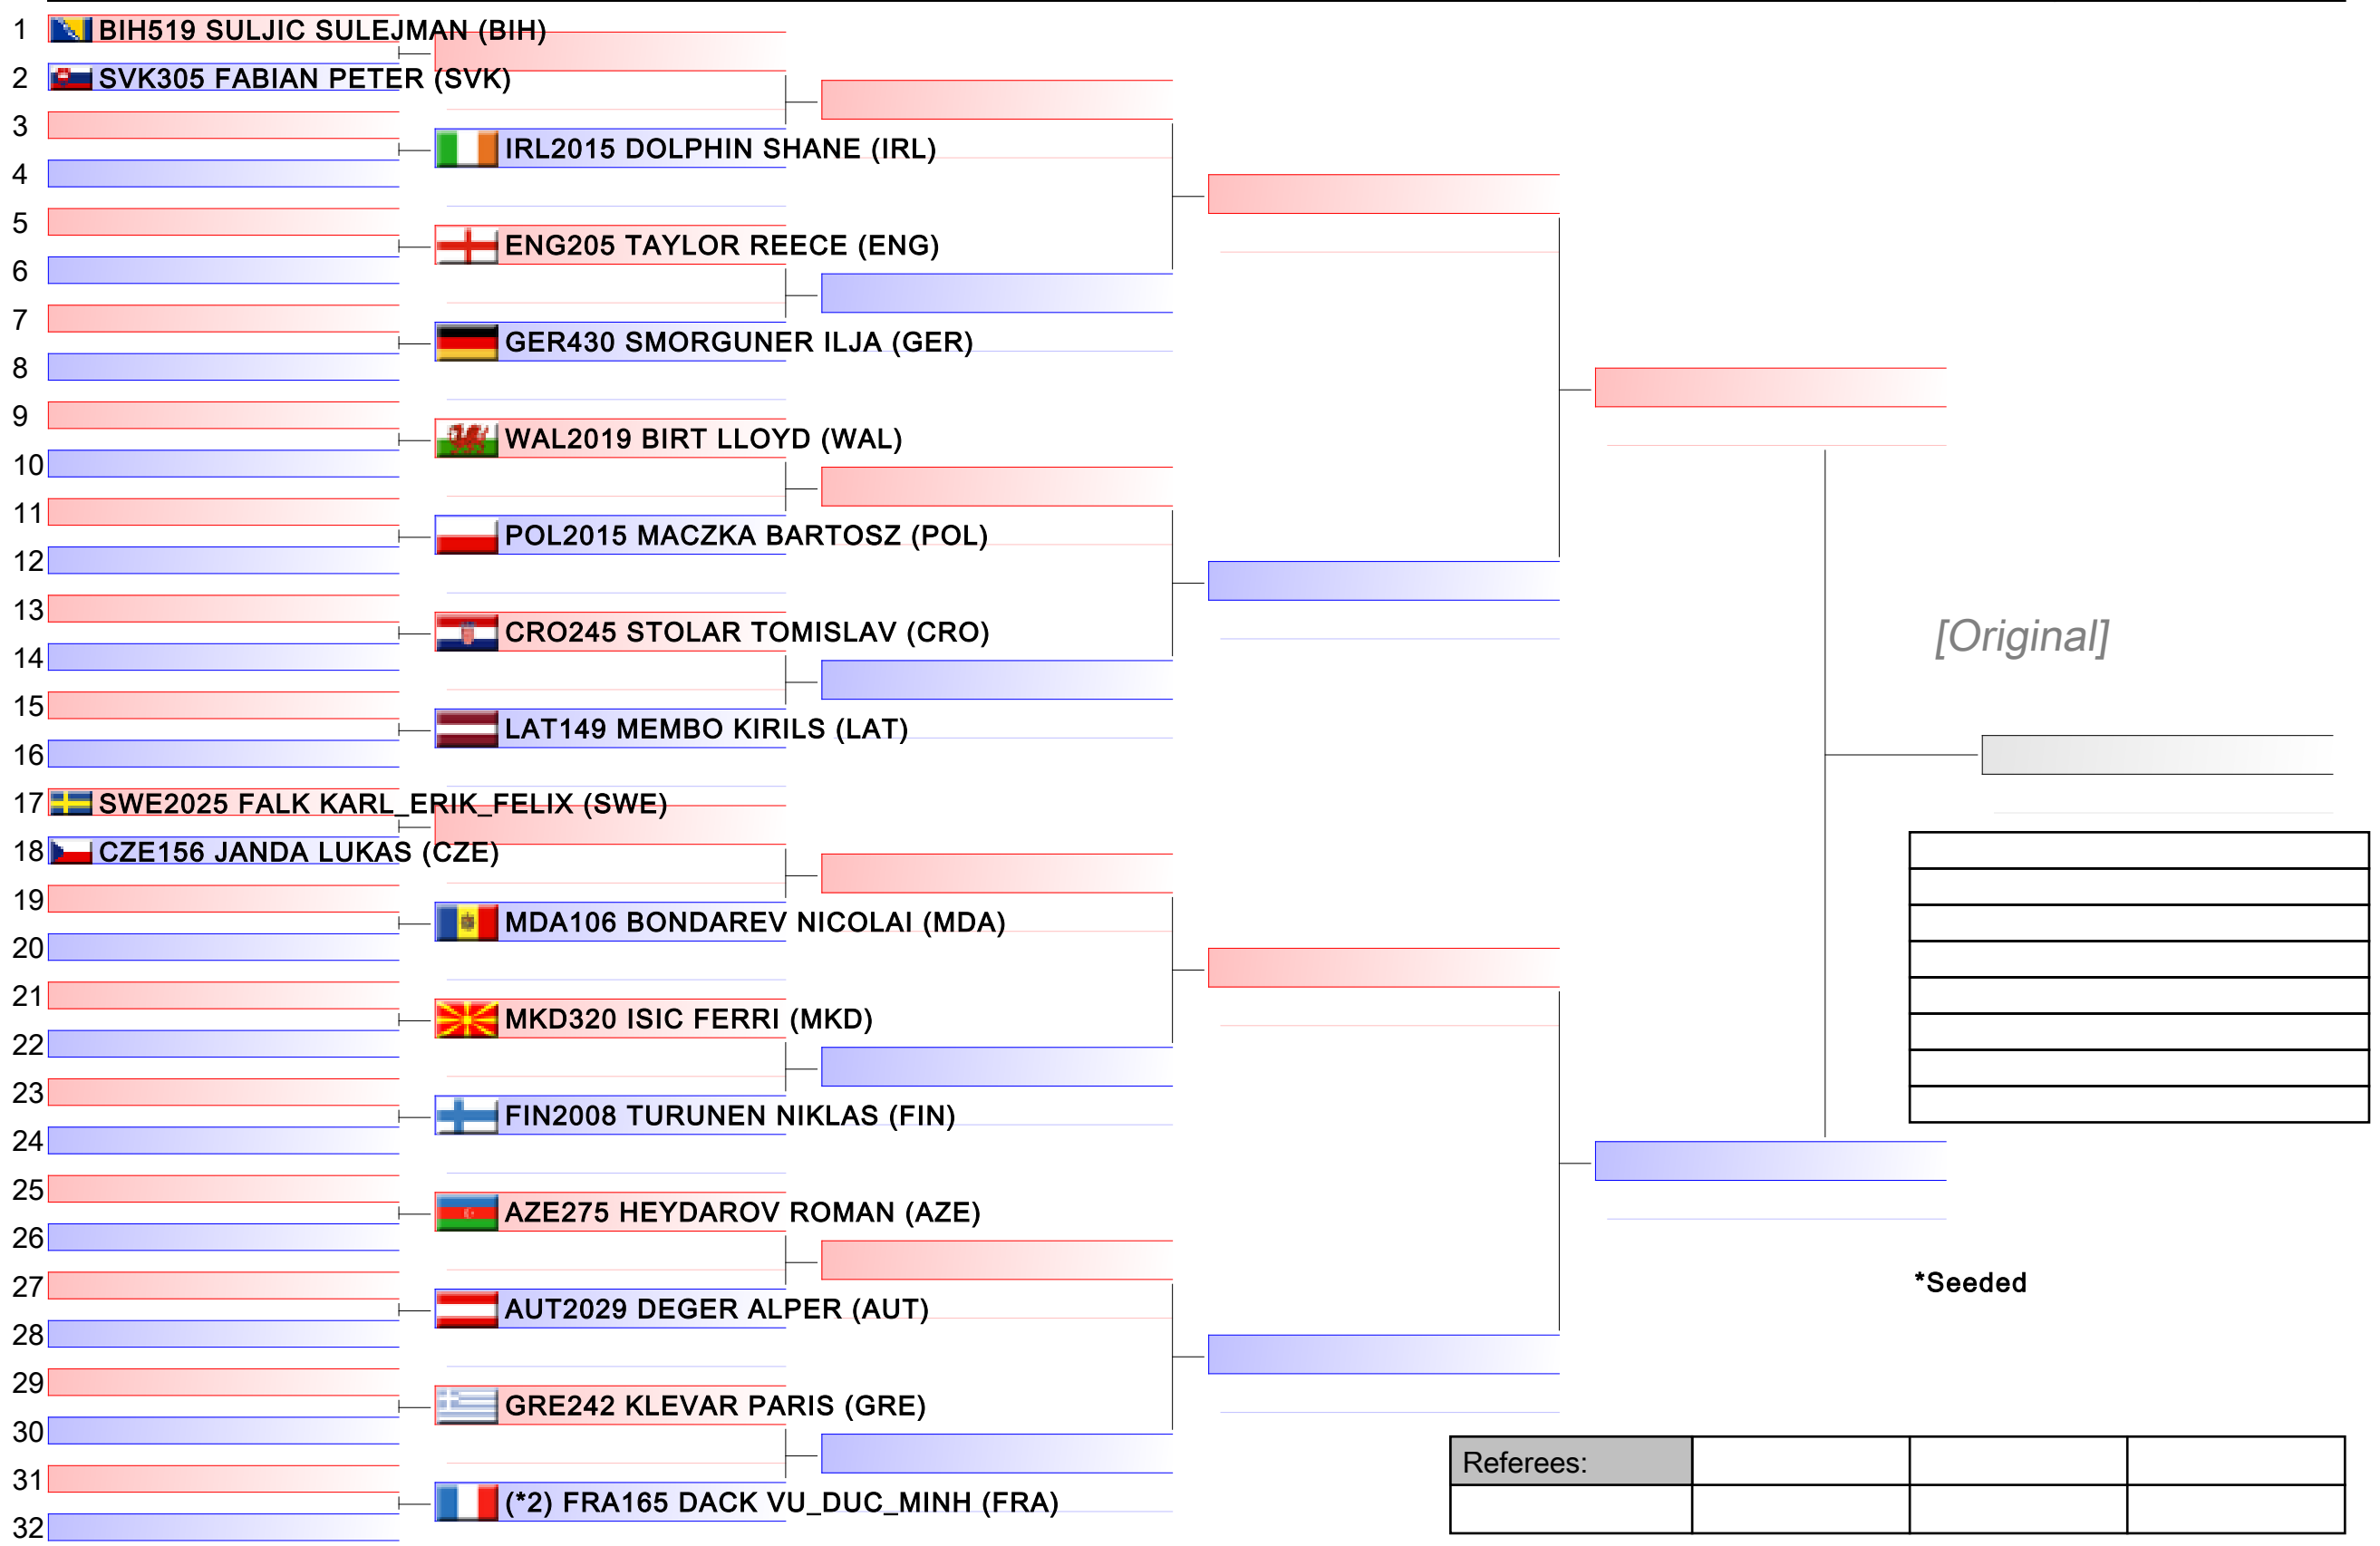 1 BIH519 SULJIC SULEJMAN (BIH)
2 SVK305 FABIAN PETER (SVK)
3
IRL2015 DOLPHIN SHANE (IRL)
4
5
ENG205 TAYLOR REECE (ENG)
6
7
GER430 SMORGUNER ILJA (GER)
8
9
WAL2019 BIRT LLOYD (WAL)
10
11
POL2015 MACZKA BARTOSZ (POL)
12
13
CRO245 STOLAR TOMISLAV (CRO)
[Original]
14
15
LAT149 MEMBO KIRILS (LAT)
16
17 SWE2025 FALK KARL_ERIK_FELIX (SWE)
18 CZE156 JANDA LUKAS (CZE)
19
MDA106 BONDAREV NICOLAI (MDA)
20
21
MKD320 ISIC FERRI (MKD)
22
23
FIN2008 TURUNEN NIKLAS (FIN)
24
25
AZE275 HEYDAROV ROMAN (AZE)
26
27
*Seeded
AUT2029 DEGER ALPER (AUT)
28
29
GRE242 KLEVAR PARIS (GRE)
30
Referees:
31
(*2) FRA165 DACK VU_DUC_MINH (FRA)
32